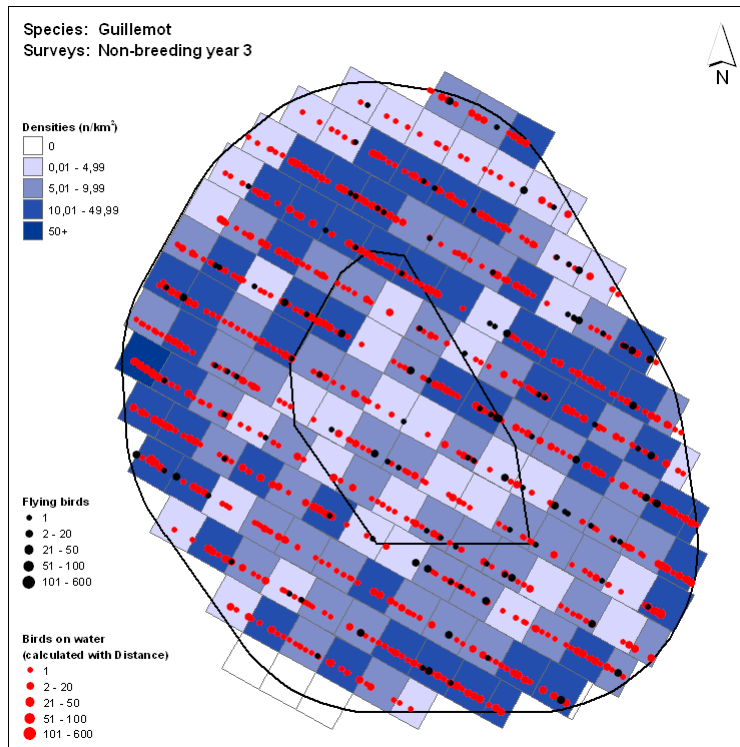 Species: Guillemot
Surveys: Non-breeding year 3
N
Densities (n/km²)
0
0,01 - 4,99
5,01 - 9,99
10,01 - 49,99
50+
Flying birds
1
2 - 20
21 - 50
51 - 100
101 - 600
Birds on water
(calculated with Distance)
1
2 - 20
21 - 50
51 - 100
101 - 600